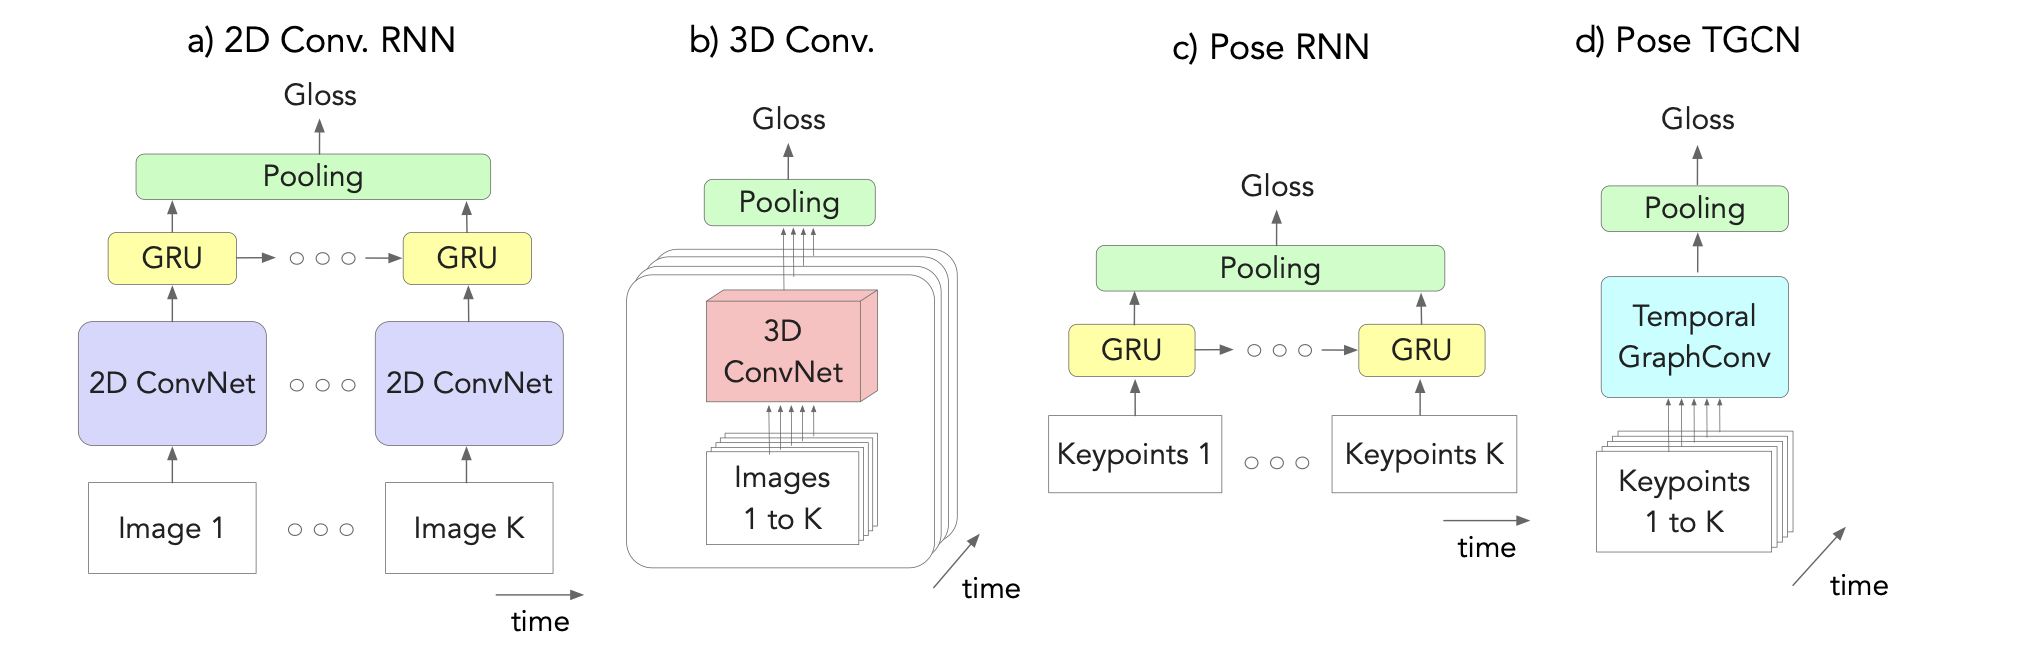 a) 2D Conv. RNN
Gloss
Pooling
GRU
GRU
2D ConvNet
2D ConvNet
Image 1
Image K
time
b) 3D Conv.
Gloss
Pooling
3D
ConvNet
Images
1 to K
time
c) Pose RNN
Gloss
Pooling
GRU
GRU
Keypoints 1
Keypoints K
time
d) Pose TGCN
Gloss
Pooling
Temporal
GraphConv
Keypoints
1 to K
time